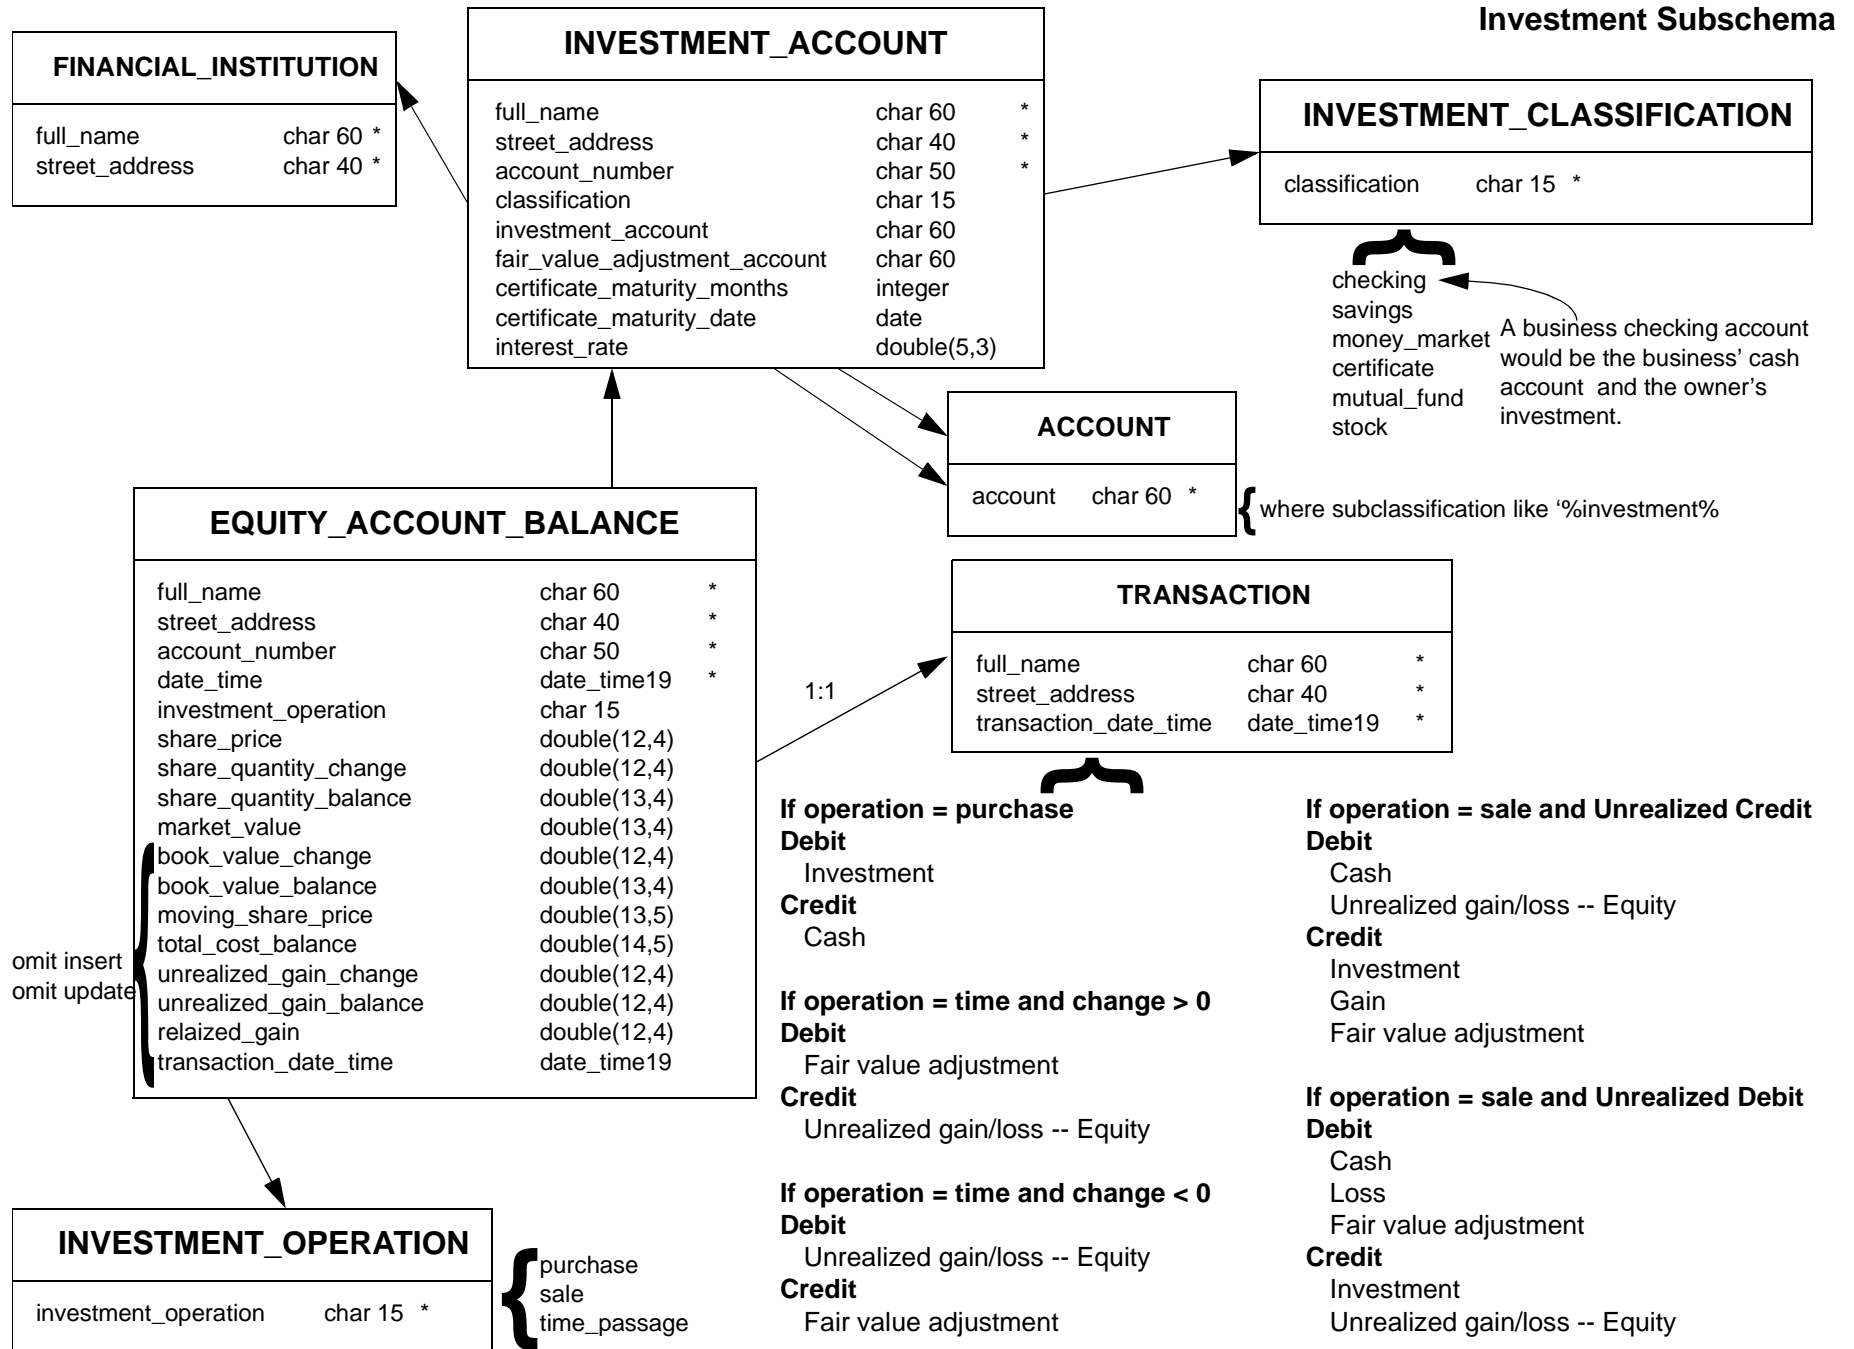 Investment Subschema
FINANCIAL_INSTITUTION
full_name char 60 *
street_address char 40 *
INVESTMENT_ACCOUNT
full_name char 60 *
street_address char 40 *
account_number char 50 *
classification char 15
investment_account char 60
fair_value_adjustment_account char 60
certificate_maturity_months integer
certificate_maturity_date date
interest_rate double(5,3)
INVESTMENT_CLASSIFICATION
classification char 15 *
checking
savings
money_market
certificate
mutual_fund
stock
A business checking account
would be the business’ cash
account and the owner’s
investment.
ACCOUNT
account char 60 *
where subclassification like ‘%investment%
EQUITY_ACCOUNT_BALANCE
full_name char 60 *
street_address char 40 *
account_number char 50 *
date_time date_time19 *
investment_operation char 15
share_price double(12,4)
share_quantity_change double(12,4)
share_quantity_balance double(13,4)
market_value double(13,4)
book_value_change double(12,4)
book_value_balance double(13,4)
moving_share_price double(13,5)
total_cost_balance double(14,5)
unrealized_gain_change double(12,4)
unrealized_gain_balance double(12,4)
relaized_gain double(12,4)
transaction_date_time date_time19
omit insert
omit update
1:1
TRANSACTION
full_name char 60 *
street_address char 40 *
transaction_date_time date_time19 *
If operation = purchase
Debit
Investment
Credit
Cash
If operation = time and change > 0
Debit
Fair value adjustment
Credit
Unrealized gain/loss -- Equity
If operation = time and change < 0
Debit
Unrealized gain/loss -- Equity
Credit
Fair value adjustment
If operation = sale and Unrealized Credit
Debit
Cash
Unrealized gain/loss -- Equity
Credit
Investment
Gain
Fair value adjustment
If operation = sale and Unrealized Debit
Debit
Cash
Loss
Fair value adjustment
Credit
Investment
Unrealized gain/loss -- Equity
INVESTMENT_OPERATION
investment_operation char 15 *
purchase
sale
time_passage